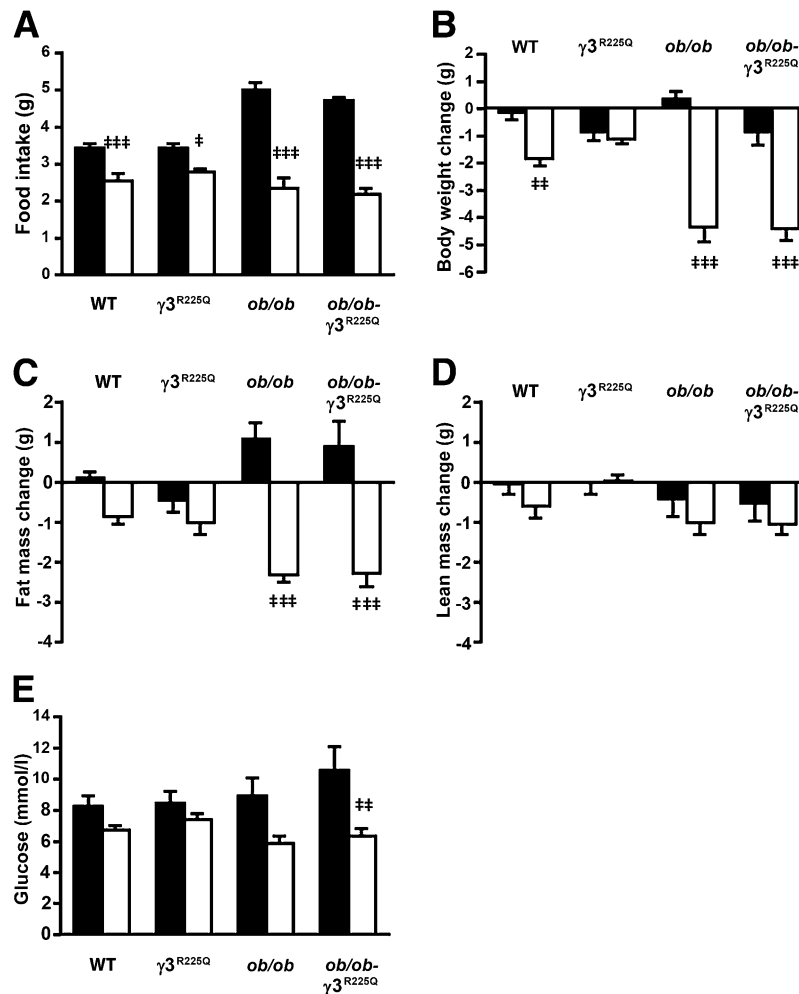 A
Food intake (g)
6
5
4
3
2
1
0
‡‡‡
‡
‡‡‡
‡‡‡
WT
γ3R225Q
ob/ob
ob/ob-
γ3R225Q
B
Body weight change (g)
WT
γ3R225Q
ob/ob
ob/ob-
γ3R225Q
2
1
0
-1
-2
-3
-4
-5
-6
‡‡
‡‡‡
‡‡‡
C
Fat mass change (g)
WT
γ3R225Q
ob/ob
ob/ob-
γ3R225Q
2
1
0
-1
-2
-3
-4
‡‡‡
‡‡‡
D
Lean mass change (g)
WT
γ3R225Q
ob/ob
ob/ob-
γ3R225Q
2
1
0
-1
-2
-3
-4
E
Glucose (mmol/l)
14
12
10
8
6
4
2
0
‡‡
WT
γ3R225Q
ob/ob
ob/ob-
γ3R225Q